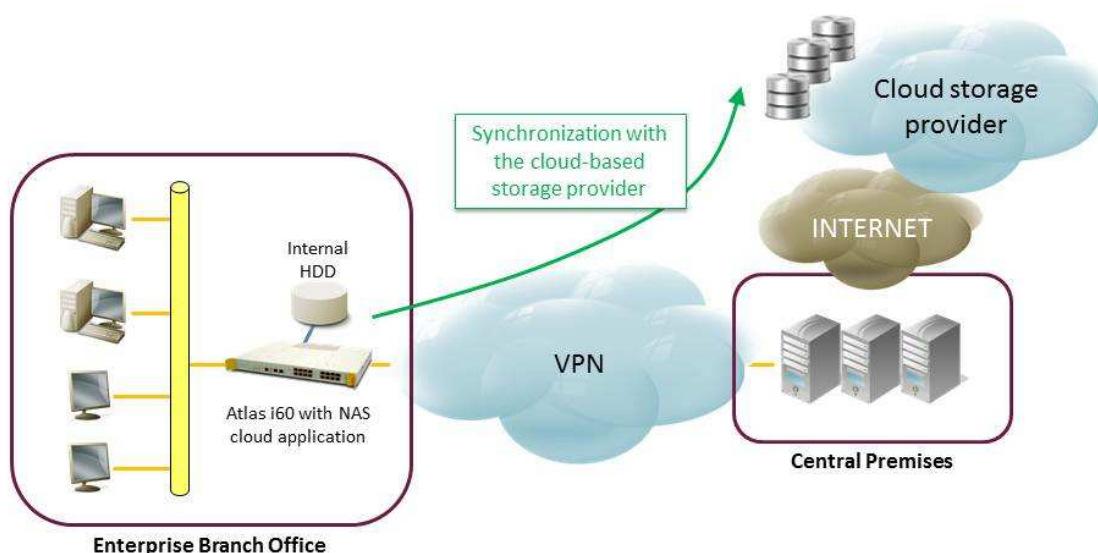 Cloud storage
provider
Synchronization with
the cloud-based
storage provider
INTERNET
Internal
HDD
VPN
Atlas i60 with NAS
cloud application
Central Premises
Enterprise Branch Office